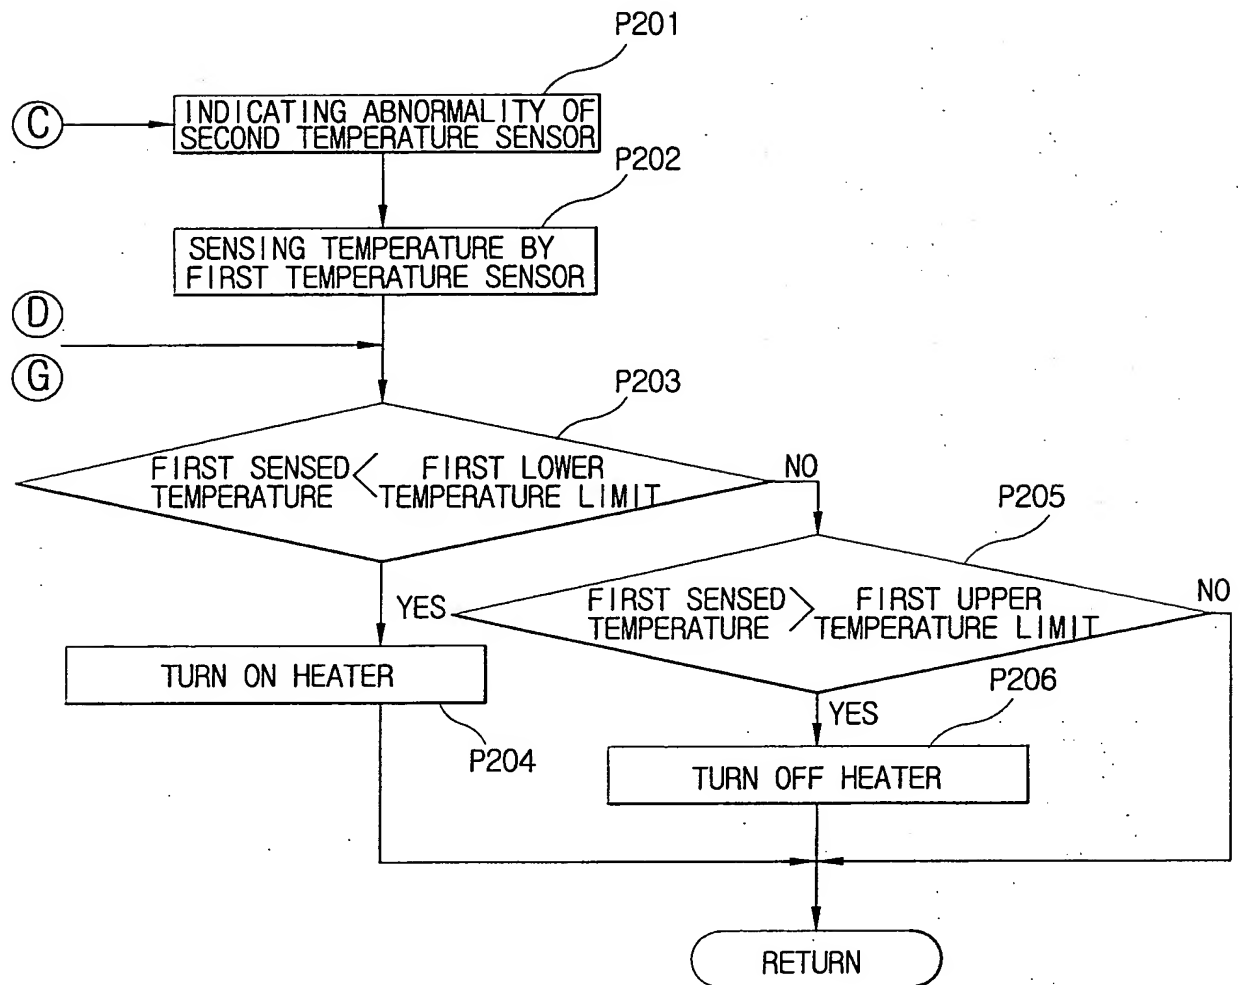 P201
C
INDICATING ABNORMALITY OF
SECOND TEMPERATURE SENSOR
P202
SENSING TEMPERATURE BY
FIRST TEMPERATURE SENSOR
D
G
P203
FIRST SENSED < FIRST LOWER
TEMPERATURE TEMPERATURE LIMIT
NO
P205
YES
FIRST SENSED > FIRST UPPER
TEMPERATURE TEMPERATURE LIMIT
NO
TURN ON HEATER
P204
YES
P206
TURN OFF HEATER
RETURN